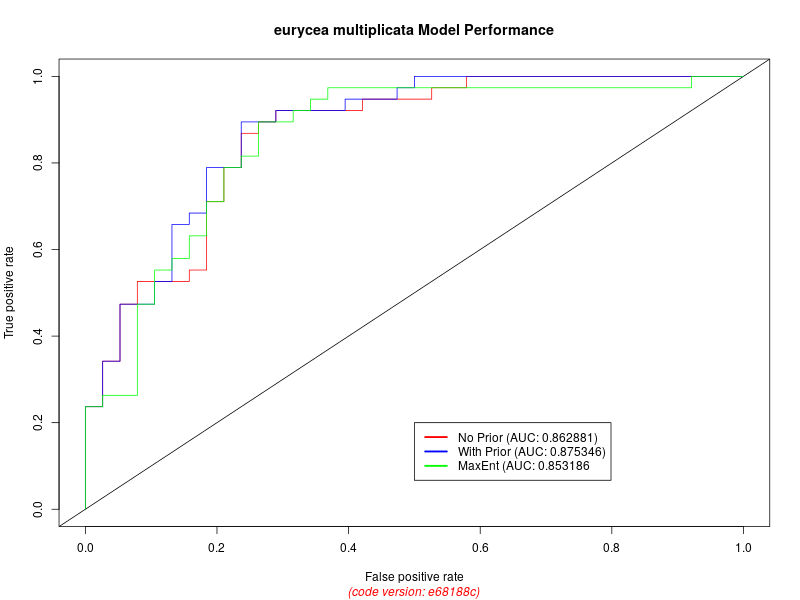 eurycea multiplicata Model Performance
True positive rate
1.0
0.8
0.6
0.4
0.2
0.0
No Prior (AUC: 0.862881)
With Prior (AUC: 0.875346)
MaxEnt (AUC: 0.853186
0.0 0.2 0.4 0.6 0.8 1.0
False positive rate
(code version: e68188c)